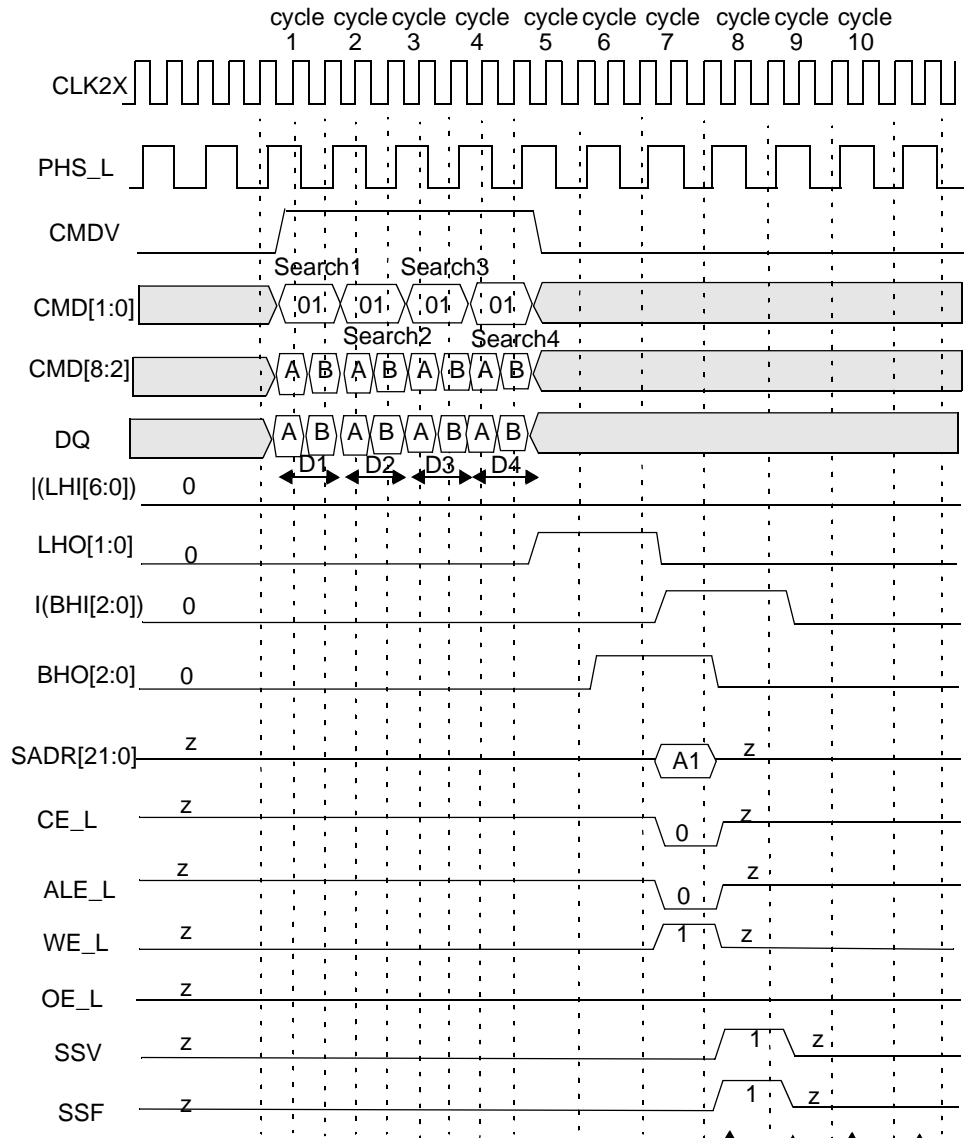 cycle cycle cycle cycle cycle cycle cycle cycle cycle cycle
1 2 3 4 5 6 7 8 9 10
CLK2X
PHS_L
CMDV
Search1 Search3
CMD[1:0] 01 01 01 01
Search2 Search4
CMD[8:2] A B A B A B A B
DQ A B A B A B A B
D1 D2 D3 D4
|(LHI[6:0]) 0
LHO[1:0] 0
I(BHI[2:0]) 0
BHO[2:0] 0
SADR[21:0] z A1 z
CE_L z 0 z
ALE_L z 0 z
WE_L z 1 z
OE_L z
SSV z 1 z
SSF z 1 z